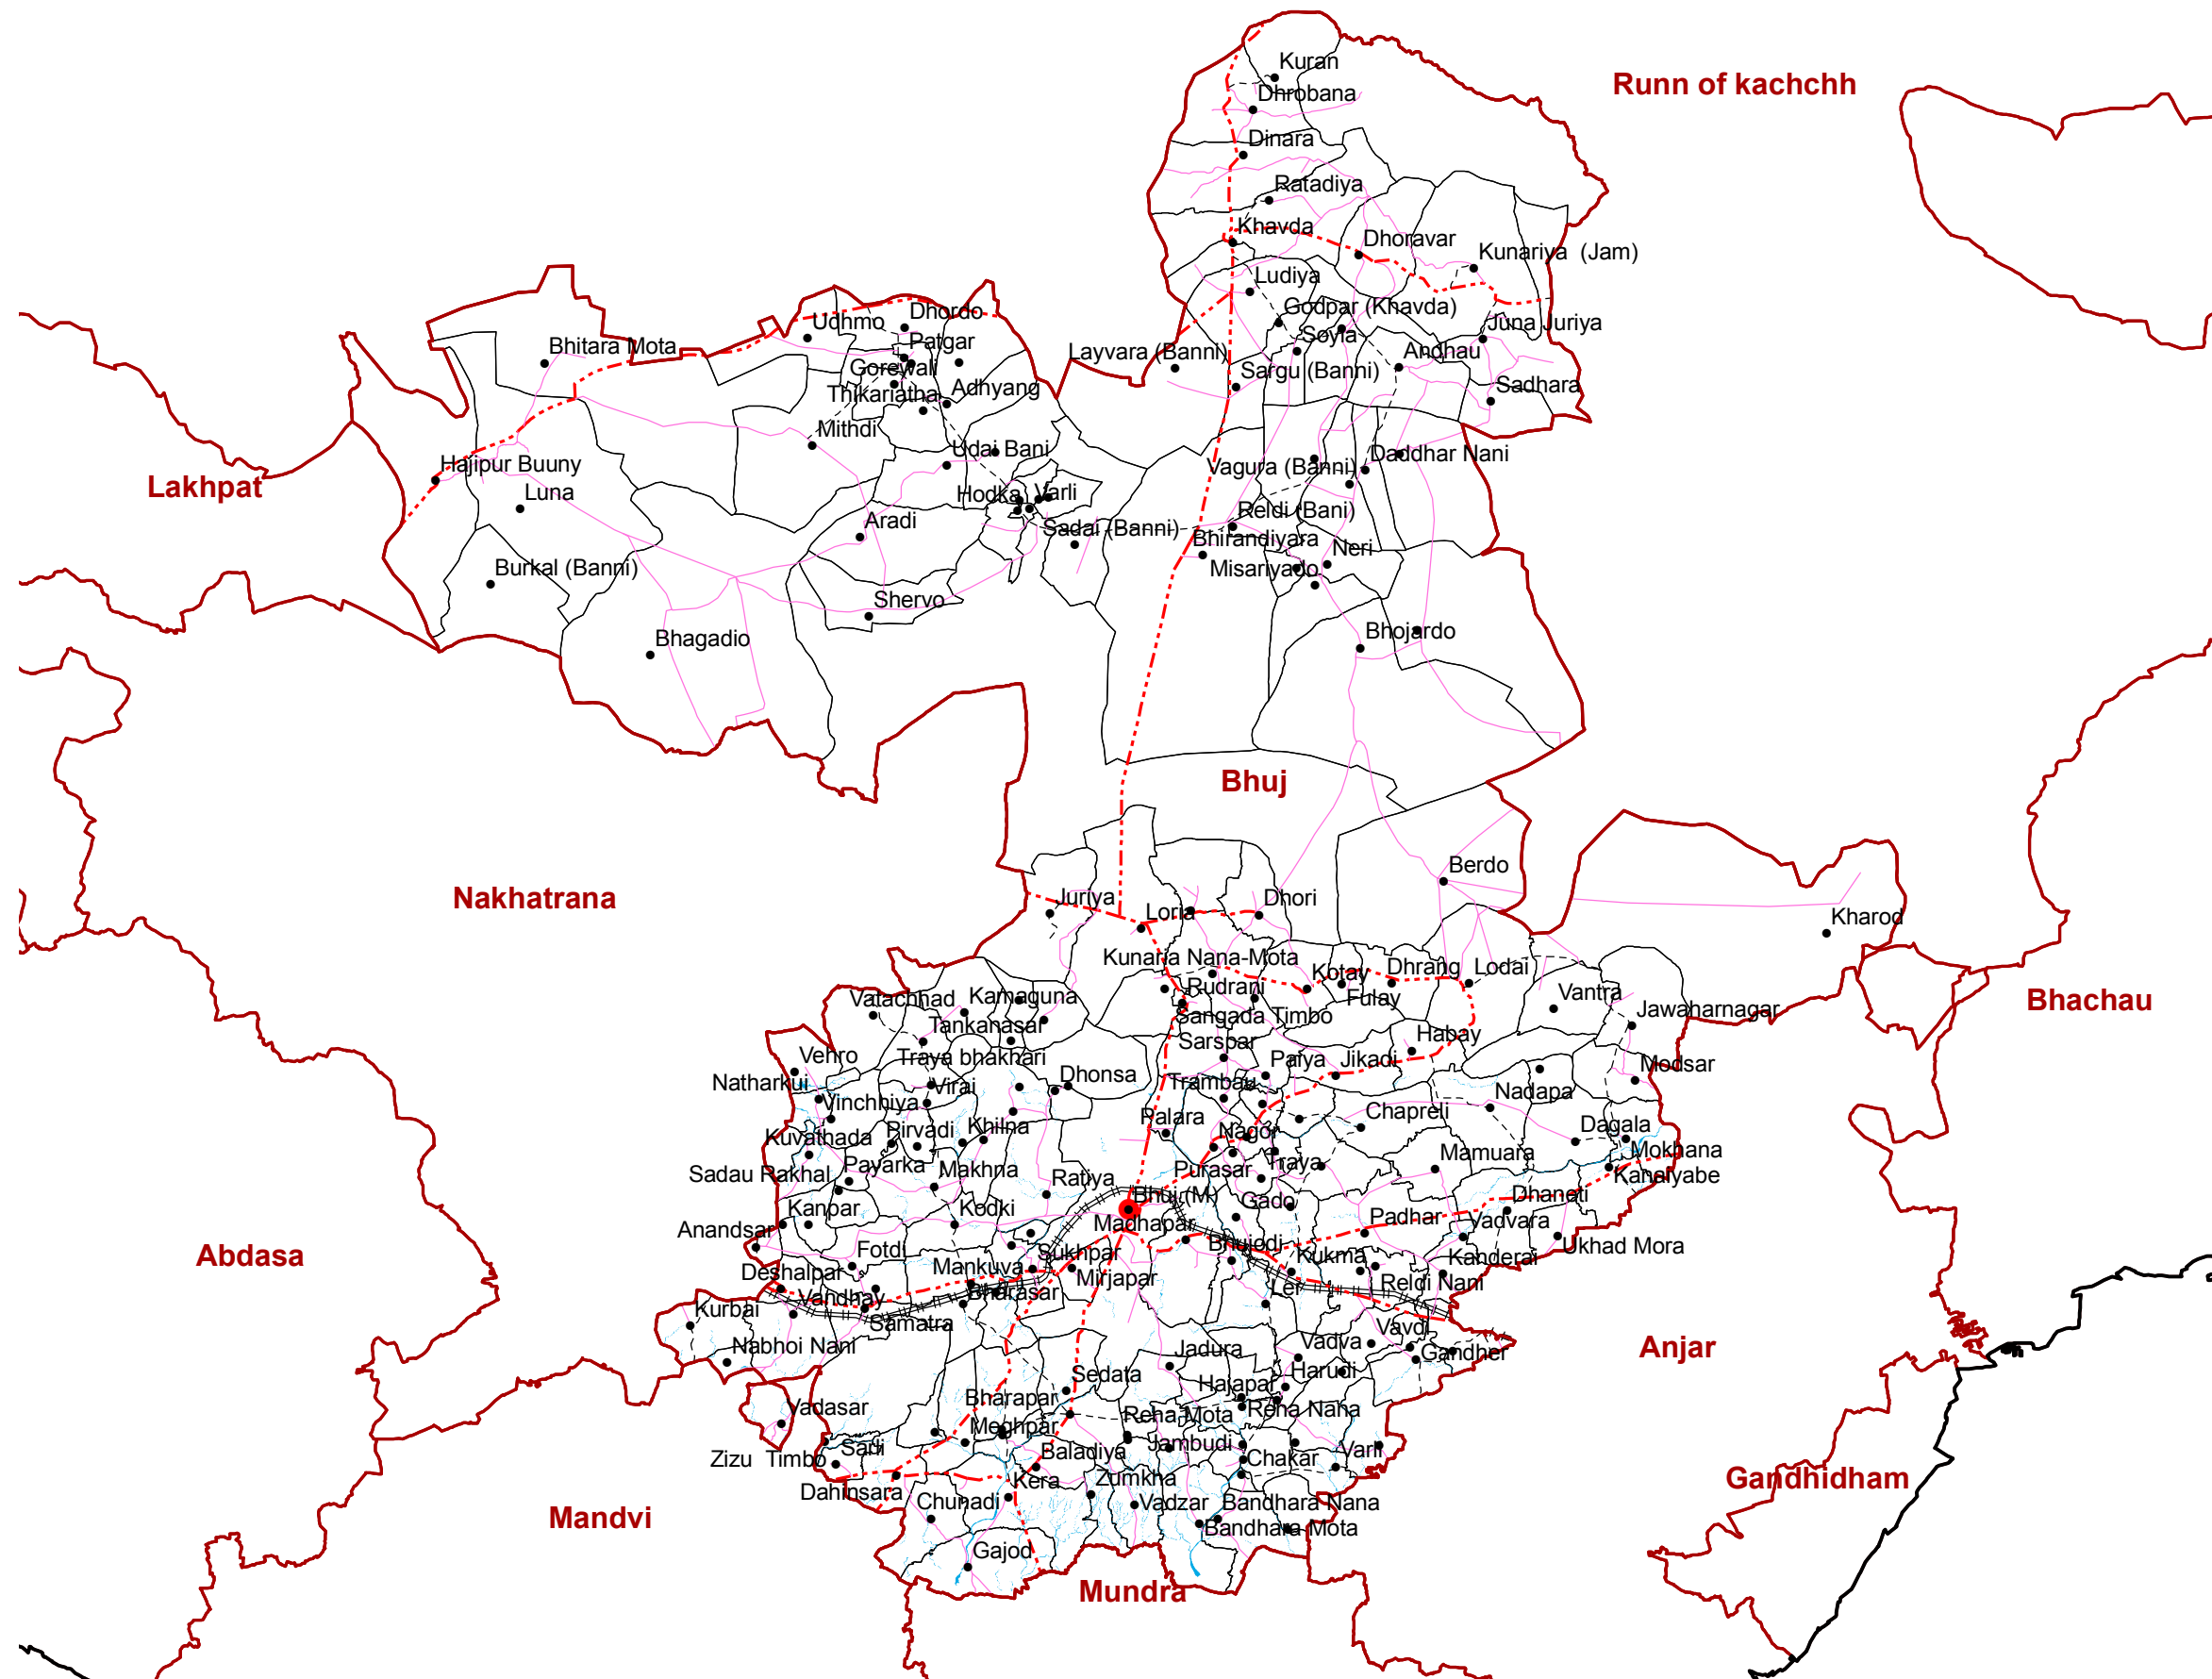 Kuran
Runn of kachchh
Dhrobana
Dinara
Ratadiya
Khavda
Dhoravar
Kunariya (Jam)
Ludiya
Godpar (Khavda)
Dhordo
Udhmo
Juna Juriya
Soyla
Patgar
Bhitara Mota
Layvara (Banni)
Andhau
Gorewali
Sargu (Banni)
Sadhara
Adhyang
Thikariatha
Mithdi
Udai Bani
Daddhar Nani
Hajipur Buuny
Vagura (Banni)
Lakhpat
Luna
Hodka
Varli
Reldi (Bani)
Aradi
Sadai (Banni)
Bhirandiyara
Neri
Burkal (Banni)
Misariyado
Shervo
Bhagadio
Bhojardo
Bhuj
Berdo
Nakhatrana
Juriya
Loria
Dhori
Kharod
Kunaria Nana-Mota
Kotay
Dhrang
Lodai
Rudrani
Vatachhad
Kamaguna
Fulay
Vantra
Bhachau
Jawaharnagar
Sangada Timbo
Tankanasar
Habay
Sarspar
Vehro
Traya bhakhari
Paiya
Jikadi
Modsar
Natharkui
Virai
Dhonsa
Trambau
Nadapa
Vinchhiya
Palara
Chapreli
Kuvathada
Pirvadi
Khilna
Nagor
Dagala
Mokhana
Sadau Rakhal
Payarka
Makhna
Purasar
Traya
Mamuara
Kanaiyabe
Ratiya
Bhuj (M)
Dhaneti
Kanpar
Kodki
Gado
Anandsar
Madhapar
Padhar
Vadvara
Abdasa
Fotdi
Sukhpar
Bhujodi
Kukma
Kanderai
Ukhad Mora
Deshalpar
Mankuva
Mirjapar
Reldi Nani
Vandhay
Bharasar
Ler
Kurbai
Samatra
Vadva
Vavdi
Nabhoi Nani
Jadura
Gandher
Anjar
Sedata
Hajapar
Harudi
Vadasar
Bharapar
Reha Mota
Reha Nana
Meghpar
Zizu Timbo
Sarli
Baladiya
Jambudi
Chakar
Varli
Gandhidham
Dahinsara
Kera
Zumkha
Chunadi
Vadzar
Bandhara Nana
Mandvi
Bandhara Mota
Gajod
Mundra